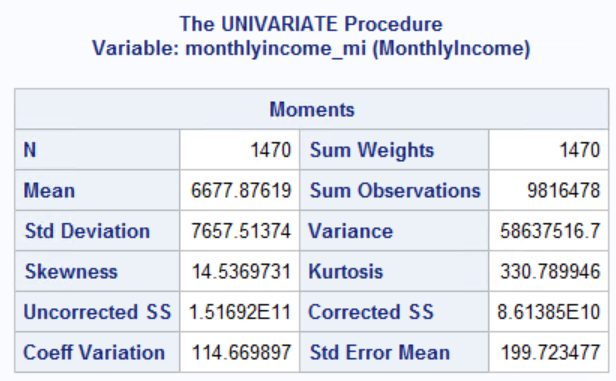 The UNIVARIATE Procedure
Variable: monthlyincome_mi (MonthlyIncome)
Moments
N 1470 Sum Weights 1470
Mean 6677.87619 Sum Observations 9816478
Std Deviation 7657.51374 Variance 58637516.7
Skewness 14.5369731 Kurtosis 330.789946
Uncorrected SS 1.51692E11 Corrected SS 8.61385E10
Coeff Variation 114.669897 Std Error Mean 199.723477